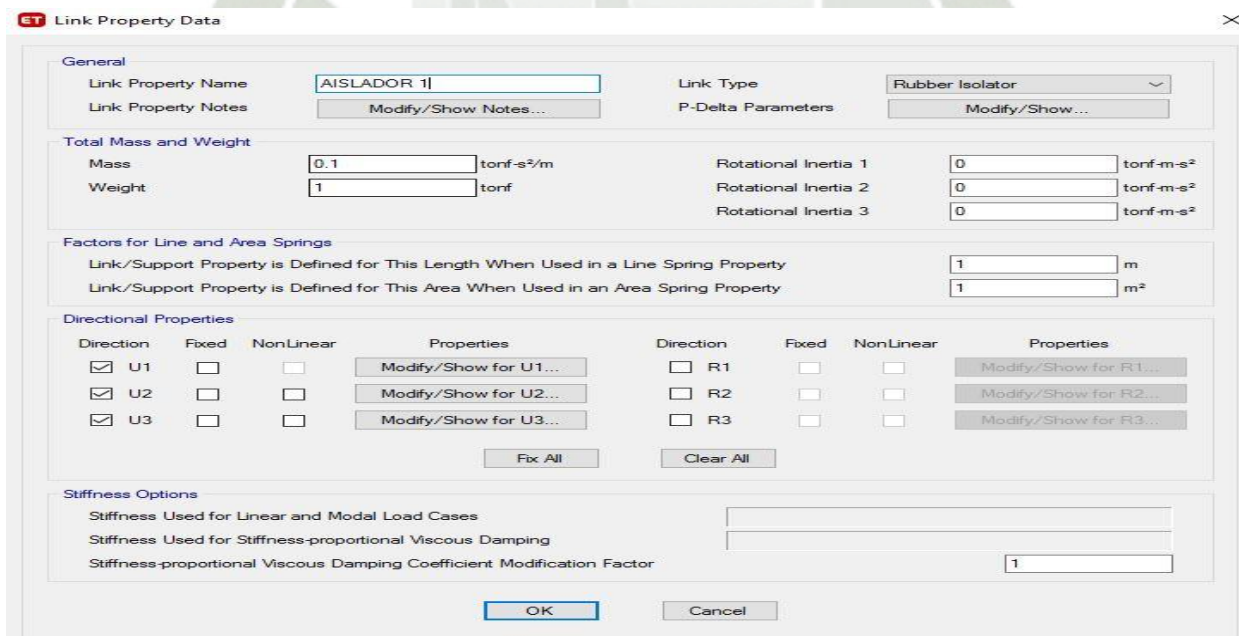 ET Link Property Data
General
Link Property Name AISLADOR 1 Link Type Rubber Isolator
Link Property Notes Modify/Show Notes... P-Delta Parameters Modify/Show...
Total Mass and Weight
Mass 0.1 tonf-s²/m Rotational Inertia 1 0 tonf-m-s²
Weight 1 tonf Rotational Inertia 2 0 tonf-m-s²
Rotational Inertia 3 0 tonf-m-s²
Factors for Line and Area Springs
Link/Support Property is Defined for This Length When Used in a Line Spring Property 1 m
Link/Support Property is Defined for This Area When Used in an Area Spring Property 1 m²
Directional Properties
Direction Fixed NonLinear Properties Direction Fixed NonLinear Properties
U1 Modify/Show for U1... R1 Modify/Show for R1...
U2 Modify/Show for U2... R2 Modify/Show for R2...
U3 Modify/Show for U3... R3 Modify/Show for R3...
Fix All Clear All
Stiffness Options
Stiffness Used for Linear and Modal Load Cases
Stiffness Used for Stiffness-proportional Viscous Damping
Stiffness-proportional Viscous Damping Coefficient Modification Factor 1
OK Cancel